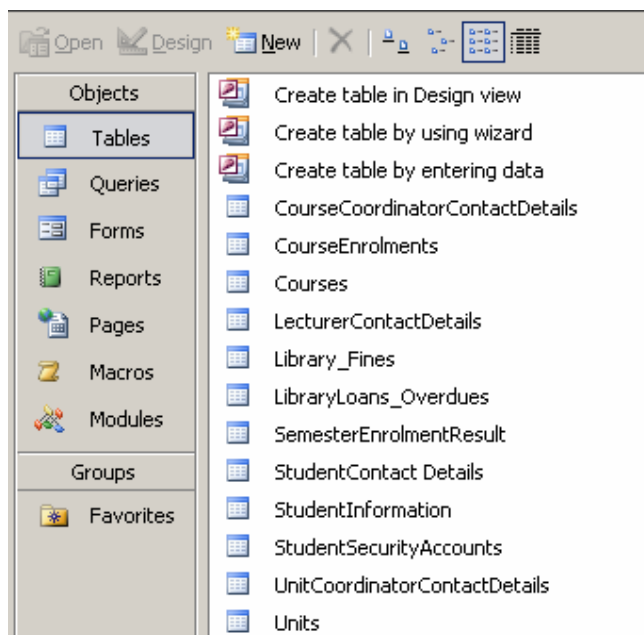 Open Design New
Objects
Tables
Queries
Forms
Reports
Pages
Macros
Modules
Groups
Favorites
Create table in Design view
Create table by using wizard
Create table by entering data
CourseCoordinatorContactDetails
CourseEnrolments
Courses
LecturerContactDetails
Library_Fines
LibraryLoans_Overdues
SemesterEnrolmentResult
StudentContact Details
StudentInformation
StudentSecurityAccounts
UnitCoordinatorContactDetails
Units